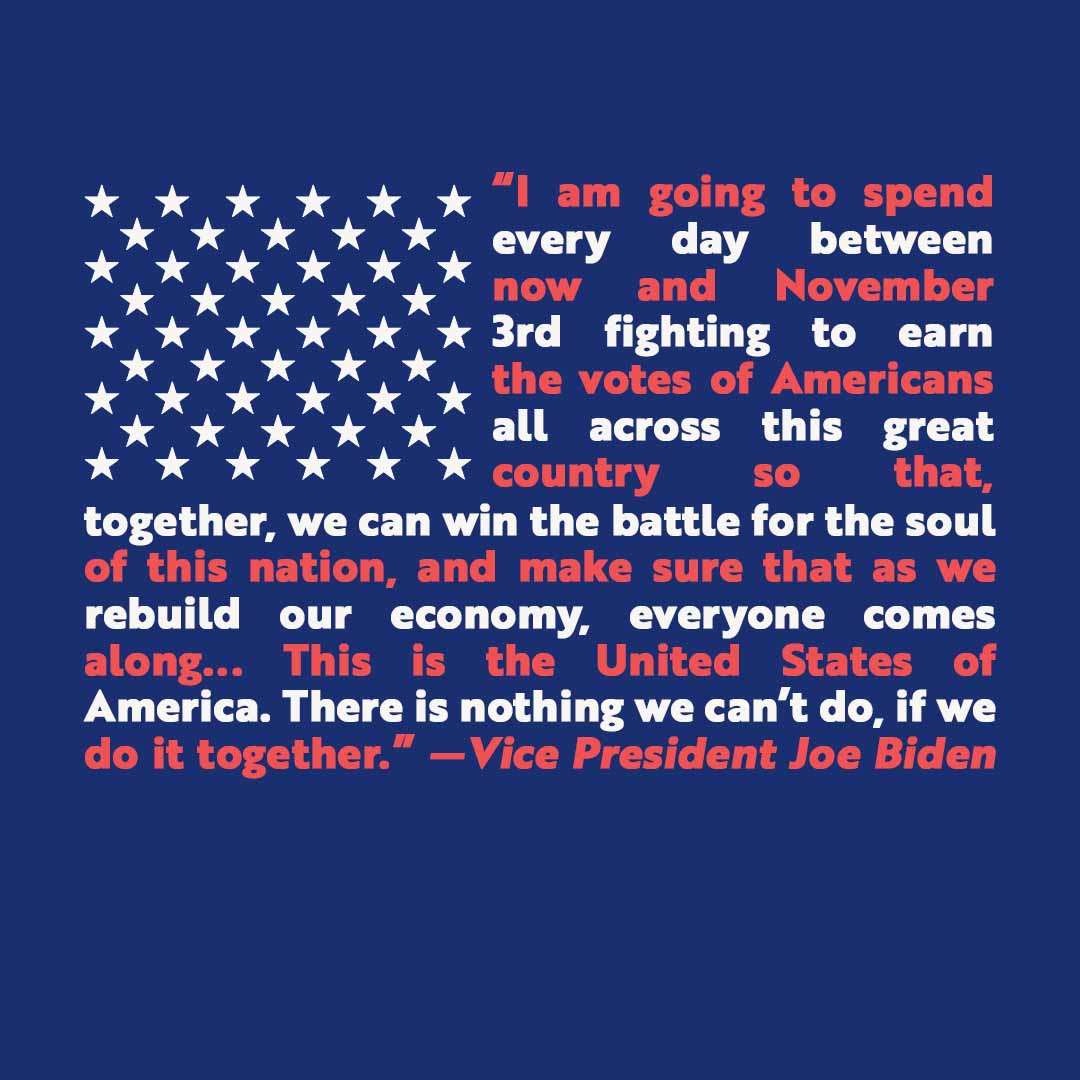 “I am going to spend
every day between
now and November
3rd fighting to earn
the votes of Americans
all across this great
country so that,
together, we can win the battle for the soul
of this nation, and make sure that as we
rebuild our economy, everyone comes
along... This is the United States of
America. There is nothing we can’t do, if we
do it together.” —Vice President Joe Biden